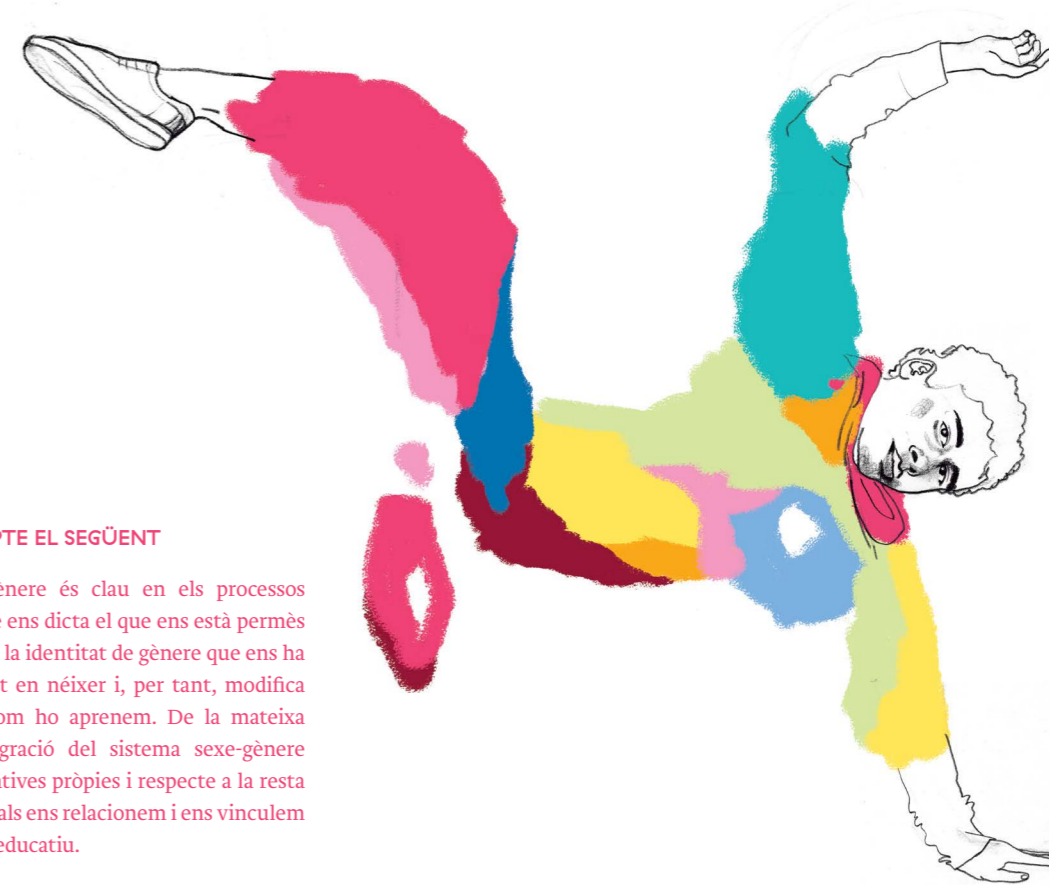 PTE EL SEGÜENT
ènere és clau en els processos
e ens dicta el que ens està permès
la identitat de gènere que ens ha
t en néixer i, per tant, modifica
om ho aprenem. De la mateixa
gració del sistema sexe-gènere
tives pròpies i respecte a la resta
als ens relacionem i ens vinculem
educatiu.